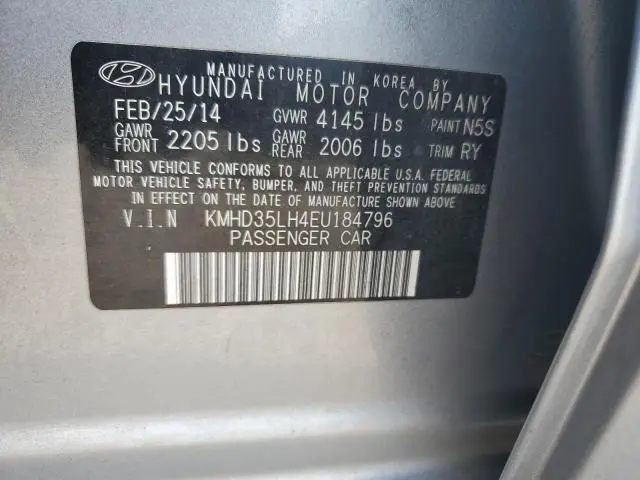 MANUFACTURED IN KOREA BY
HYUNDAI MOTOR COMPANY
FEB/25/14 GVWR 4145 lbs PAINT N5S
GAWR FRONT 2205 lbs GAWR REAR 2006 lbs TRIM RY
THIS VEHICLE CONFORMS TO ALL APPLICABLE U.S.A. FEDERAL
MOTOR VEHICLE SAFETY, BUMPER, AND THEFT PREVENTION STANDARDS
IN EFFECT ON THE DATE OF MANUFACTURE SHOWN ABOVE.
V.I.N KMHD35LH4EU184796
PASSENGER CAR